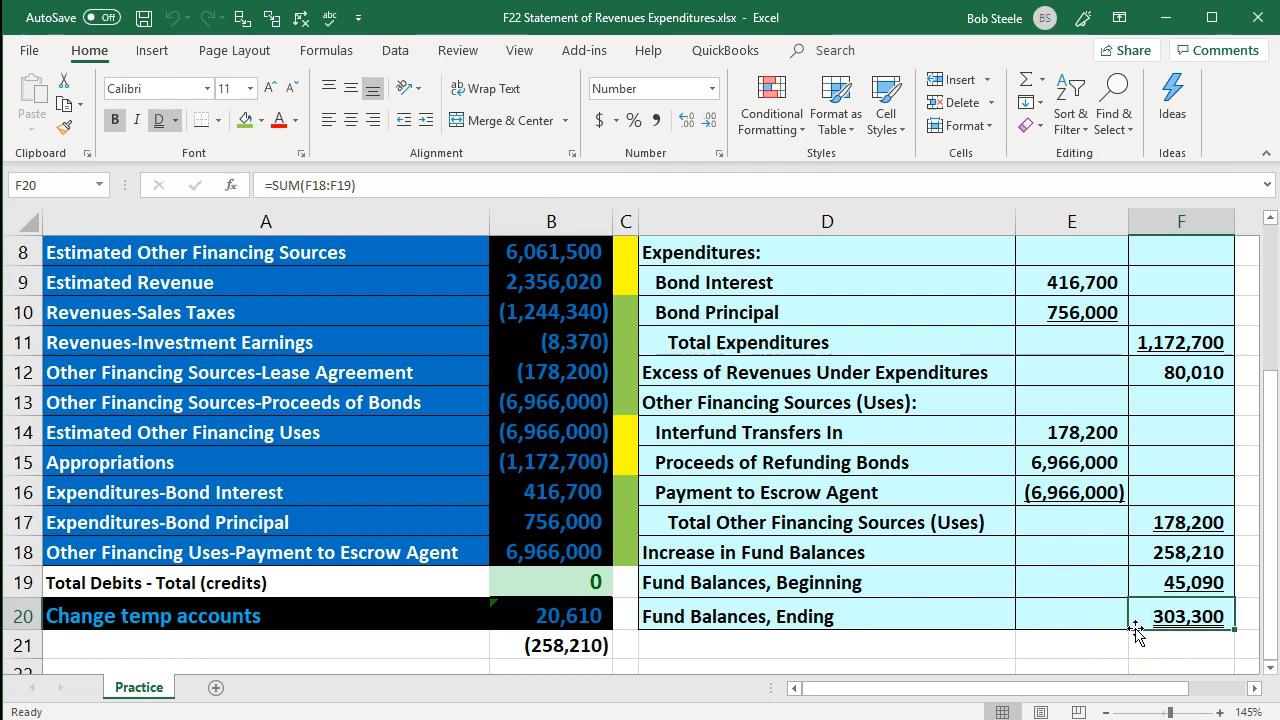 AutoSave Off F22 Statement of Revenues Expenditures.xlsx - Excel Bob Steele BS
File Home Insert Page Layout Formulas Data Review View Add-ins Help QuickBooks Search Share Comments
Calibri 11 Wrap Text Number Insert
Paste B I D A Merge & Center $ % 9 Conditional Formatting Format as Table Cell Styles Delete Format Sort & Filter Find & Select Ideas
Clipboard Font Alignment Number Styles Cells Editing Ideas
F20 fx =SUM(F18:F19)
A B C D E F
8 Estimated Other Financing Sources 6,061,500 Expenditures:
9 Estimated Revenue 2,356,020 Bond Interest 416,700
10 Revenues-Sales Taxes (1,244,340) Bond Principal 756,000
11 Revenues-Investment Earnings (8,370) Total Expenditures 1,172,700
12 Other Financing Sources-Lease Agreement (178,200) Excess of Revenues Under Expenditures 80,010
13 Other Financing Sources-Proceeds of Bonds (6,966,000) Other Financing Sources (Uses):
14 Estimated Other Financing Uses (6,966,000) Interfund Transfers In 178,200
15 Appropriations (1,172,700) Proceeds of Refunding Bonds 6,966,000
16 Expenditures-Bond Interest 416,700 Payment to Escrow Agent (6,966,000)
17 Expenditures-Bond Principal 756,000 Total Other Financing Sources (Uses) 178,200
18 Other Financing Uses-Payment to Escrow Agent 6,966,000 Increase in Fund Balances 258,210
19 Total Debits - Total (credits) 0 Fund Balances, Beginning 45,090
20 Change temp accounts 20,610 Fund Balances, Ending 303,300
21 (258,210)
Practice
Ready 145%